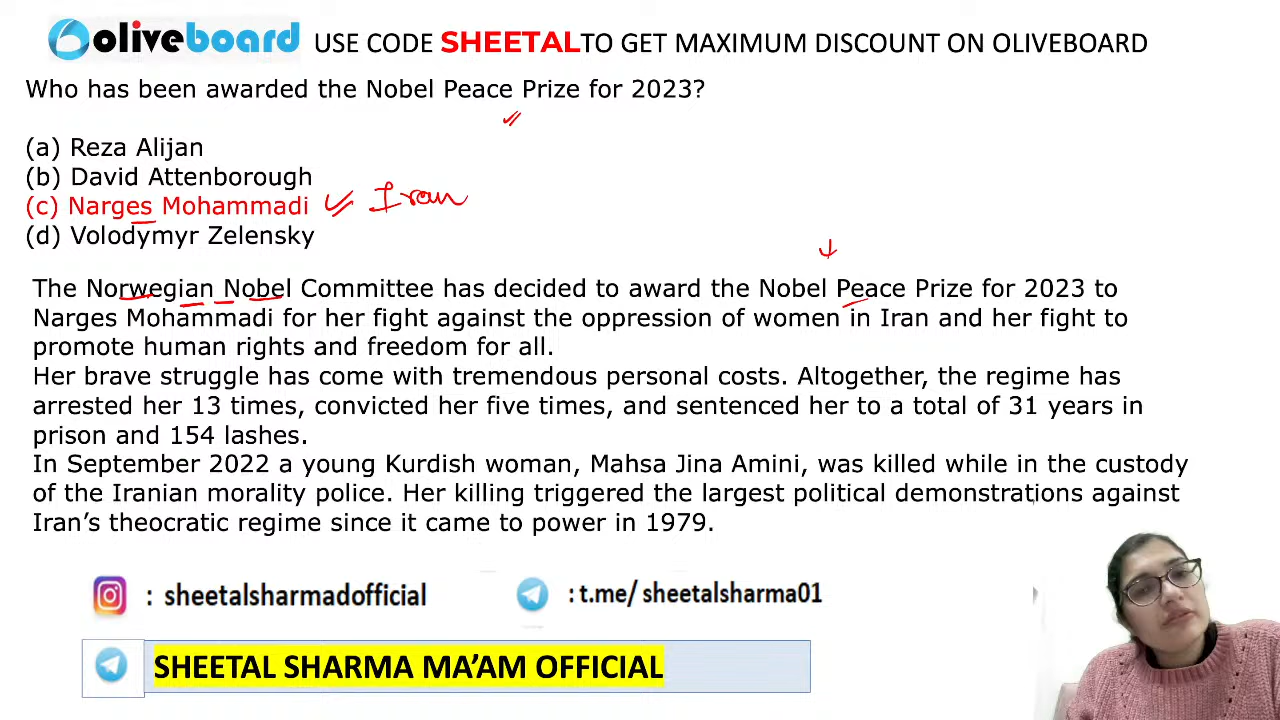 oliveboard USE CODE SHEETAL TO GET MAXIMUM DISCOUNT ON OLIVEBOARD
Who has been awarded the Nobel Peace Prize for 2023?
(a) Reza Alijan
(b) David Attenborough
(c) Narges Mohammadi Iran
(d) Volodymyr Zelensky
The Norwegian Nobel Committee has decided to award the Nobel Peace Prize for 2023 to
Narges Mohammadi for her fight against the oppression of women in Iran and her fight to
promote human rights and freedom for all.
Her brave struggle has come with tremendous personal costs. Altogether, the regime has
arrested her 13 times, convicted her five times, and sentenced her to a total of 31 years in
prison and 154 lashes.
In September 2022 a young Kurdish woman, Mahsa Jina Amini, was killed while in the custody
of the Iranian morality police. Her killing triggered the largest political demonstrations against
Iran’s theocratic regime since it came to power in 1979.
: sheetalsharmadofficial : t.me/ sheetalsharma01
SHEETAL SHARMA MA’AM OFFICIAL